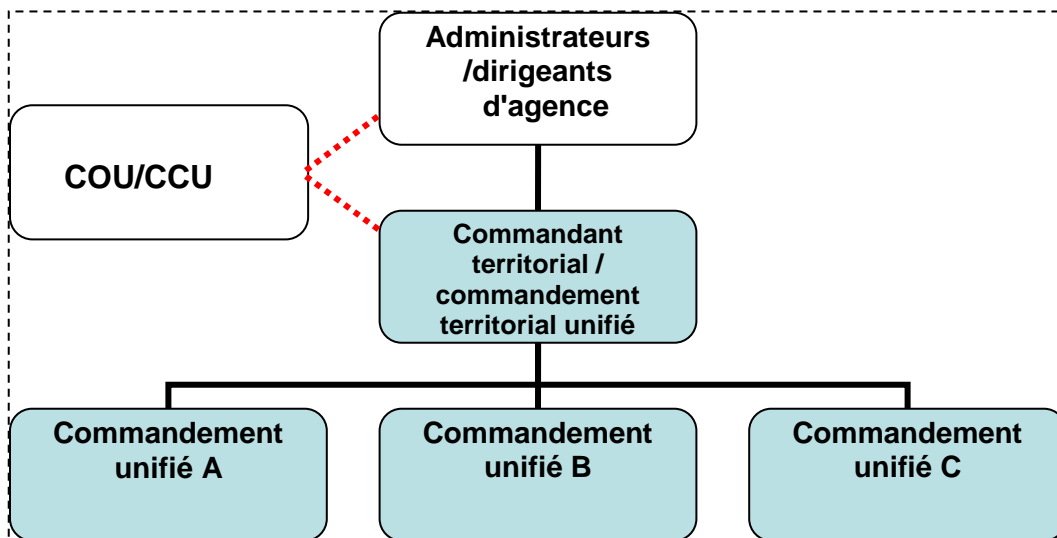 Administrateurs
/dirigeants
d'agence
COU/CCU
Commandant
territorial /
commandement
territorial unifié
Commandement
unifié A
Commandement
unifié B
Commandement
unifié C